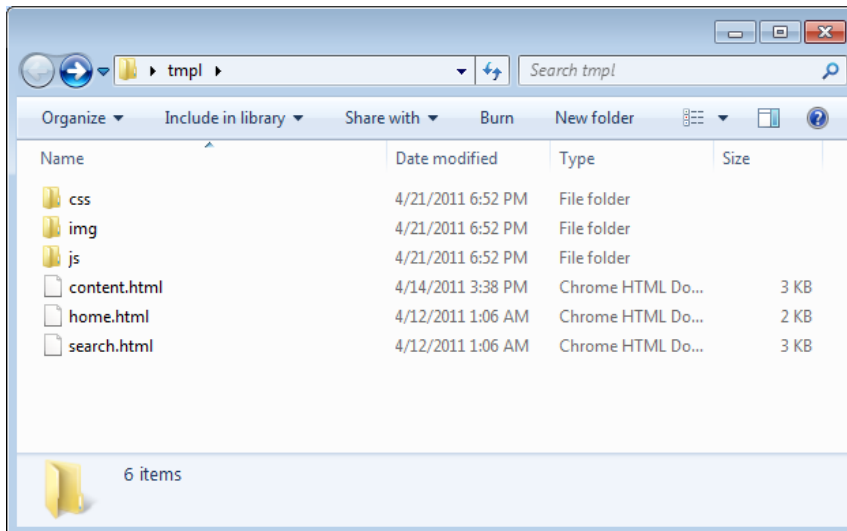 tmpl
Search tmpl
Organize Include in library Share with Burn New folder
Name Date modified Type Size
css 4/21/2011 6:52 PM File folder
img 4/21/2011 6:52 PM File folder
js 4/21/2011 6:52 PM File folder
content.html 4/14/2011 3:38 PM Chrome HTML Do... 3 KB
home.html 4/12/2011 1:06 AM Chrome HTML Do... 2 KB
search.html 4/12/2011 1:06 AM Chrome HTML Do... 3 KB
6 items